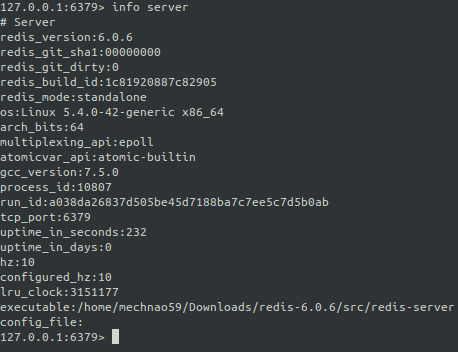 127.0.0.1:6379> info server
# Server
redis_version:6.0.6
redis_git_sha1:00000000
redis_git_dirty:0
redis_build_id:1c81920887c82905
redis_mode:standalone
os:Linux 5.4.0-42-generic x86_64
arch_bits:64
multiplexing_api:epoll
atomicvar_api:atomic-builtin
gcc_version:7.5.0
process_id:10807
run_id:a038da26837d505be45d7188ba7c7ee5c7d5b0ab
tcp_port:6379
uptime_in_seconds:232
uptime_in_days:0
hz:10
configured_hz:10
lru_clock:3151177
executable:/home/mechnao59/Downloads/redis-6.0.6/src/redis-server
config_file:
127.0.0.1:6379>